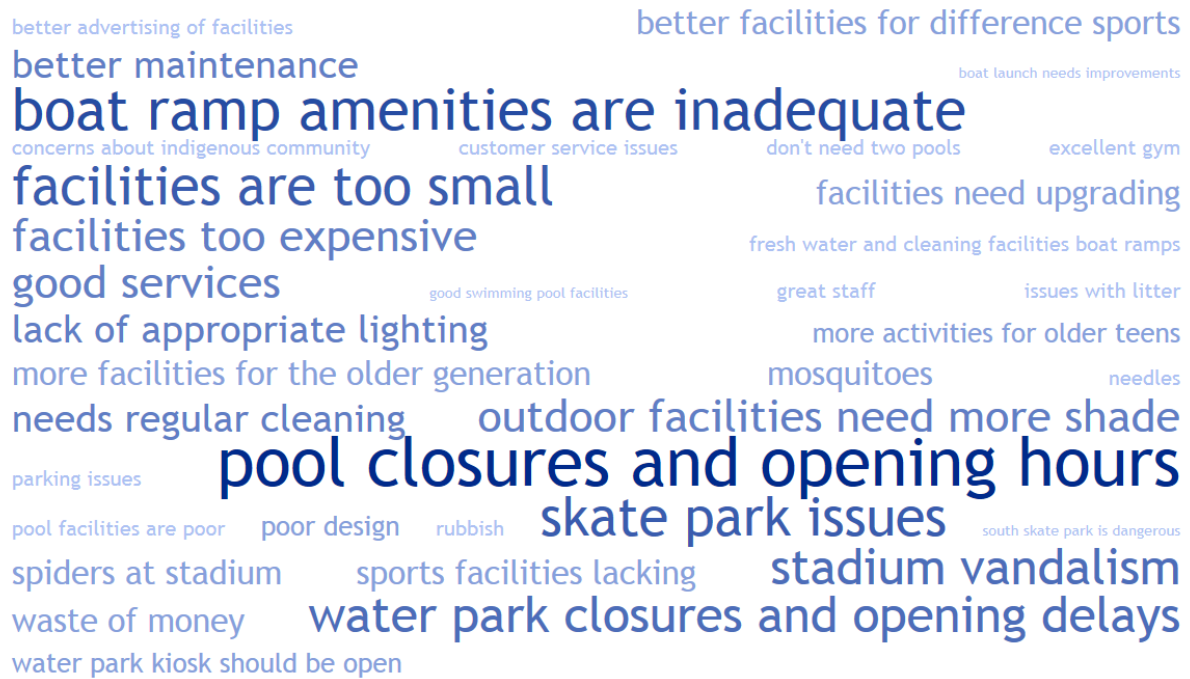 better advertising of facilities better facilities for difference sports
better maintenance boat launch needs improvements
boat ramp amenities are inadequate
concerns about indigenous community customer service issues don't need two pools excellent gym
facilities are too small facilities need upgrading
facilities too expensive fresh water and cleaning facilities boat ramps
good services good swimming pool facilities great staff issues with litter
lack of appropriate lighting more activities for older teens
more facilities for the older generation mosquitoes needles
needs regular cleaning outdoor facilities need more shade
parking issues pool closures and opening hours
pool facilities are poor poor design rubbish skate park issues south skate park is dangerous
spiders at stadium sports facilities lacking stadium vandalism
waste of money water park closures and opening delays
water park kiosk should be open